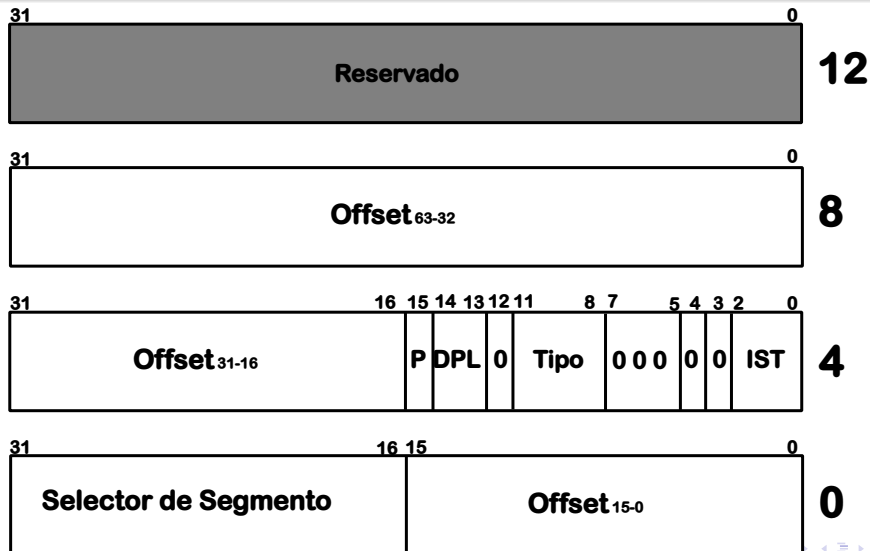 31 0
Reservado 12
31 0
Offset 63-32 8
31 16 15 14 13 12 11 8 7 5 4 3 2 0
Offset 31-16 P DPL 0 Tipo 0 0 0 0 0 IST 4
31 16 15 0
Selector de Segmento Offset 15-0 0